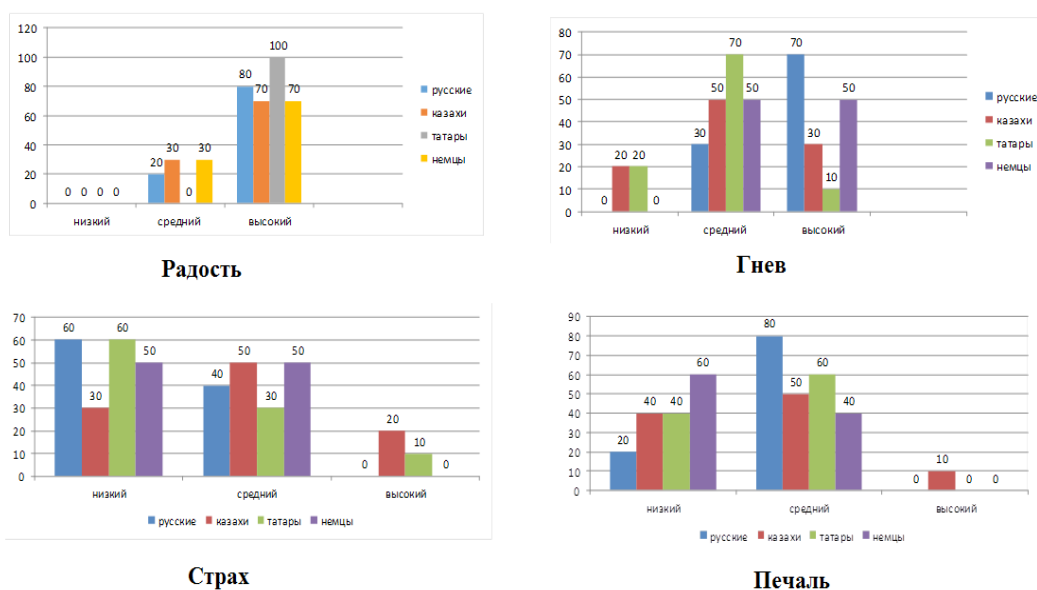 120
100
80
60
40
20
0
0 0 0 0
20 30 0 30
80 70 100 70
низкий средний высокий
русские
казахи
татары
немцы
Радость
80
70
60
50
40
30
20
10
0
0 20 20 0
30 50 70 50
70 30 10 50
низкий средний высокий
русские
казахи
татары
немцы
Гнев
70
60
50
40
30
20
10
0
60 30 60 50
40 50 30 50
0 20 10 0
низкий средний высокий
русские казахи татары немцы
Страх
90
80
70
60
50
40
30
20
10
0
20 40 40 60
80 50 60 40
0 10 0 0
низкий средний высокий
русские казахи татары немцы
Печаль